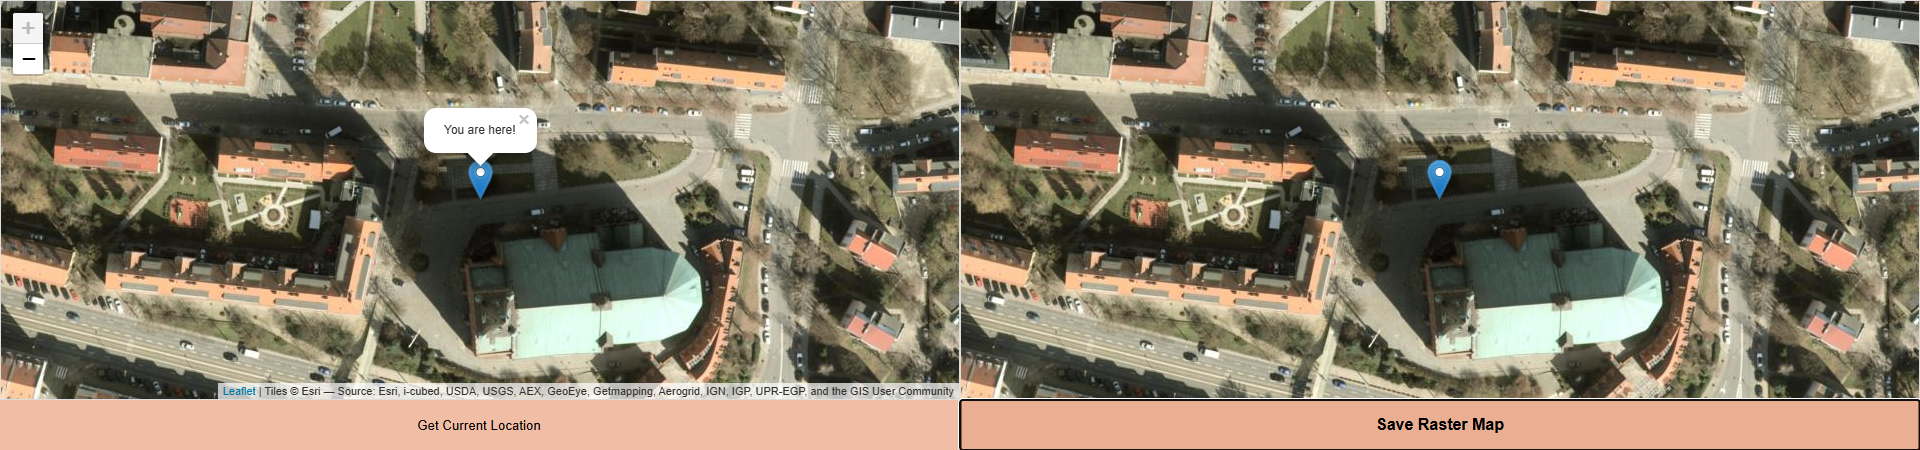 +
−
You are here!
×
Leaflet | Tiles © Esri — Source: Esri, i-cubed, USDA, USGS, AEX, GeoEye, Getmapping, Aerogrid, IGN, IGP, UPR-EGP, and the GIS User Community
Get Current Location
Save Raster Map